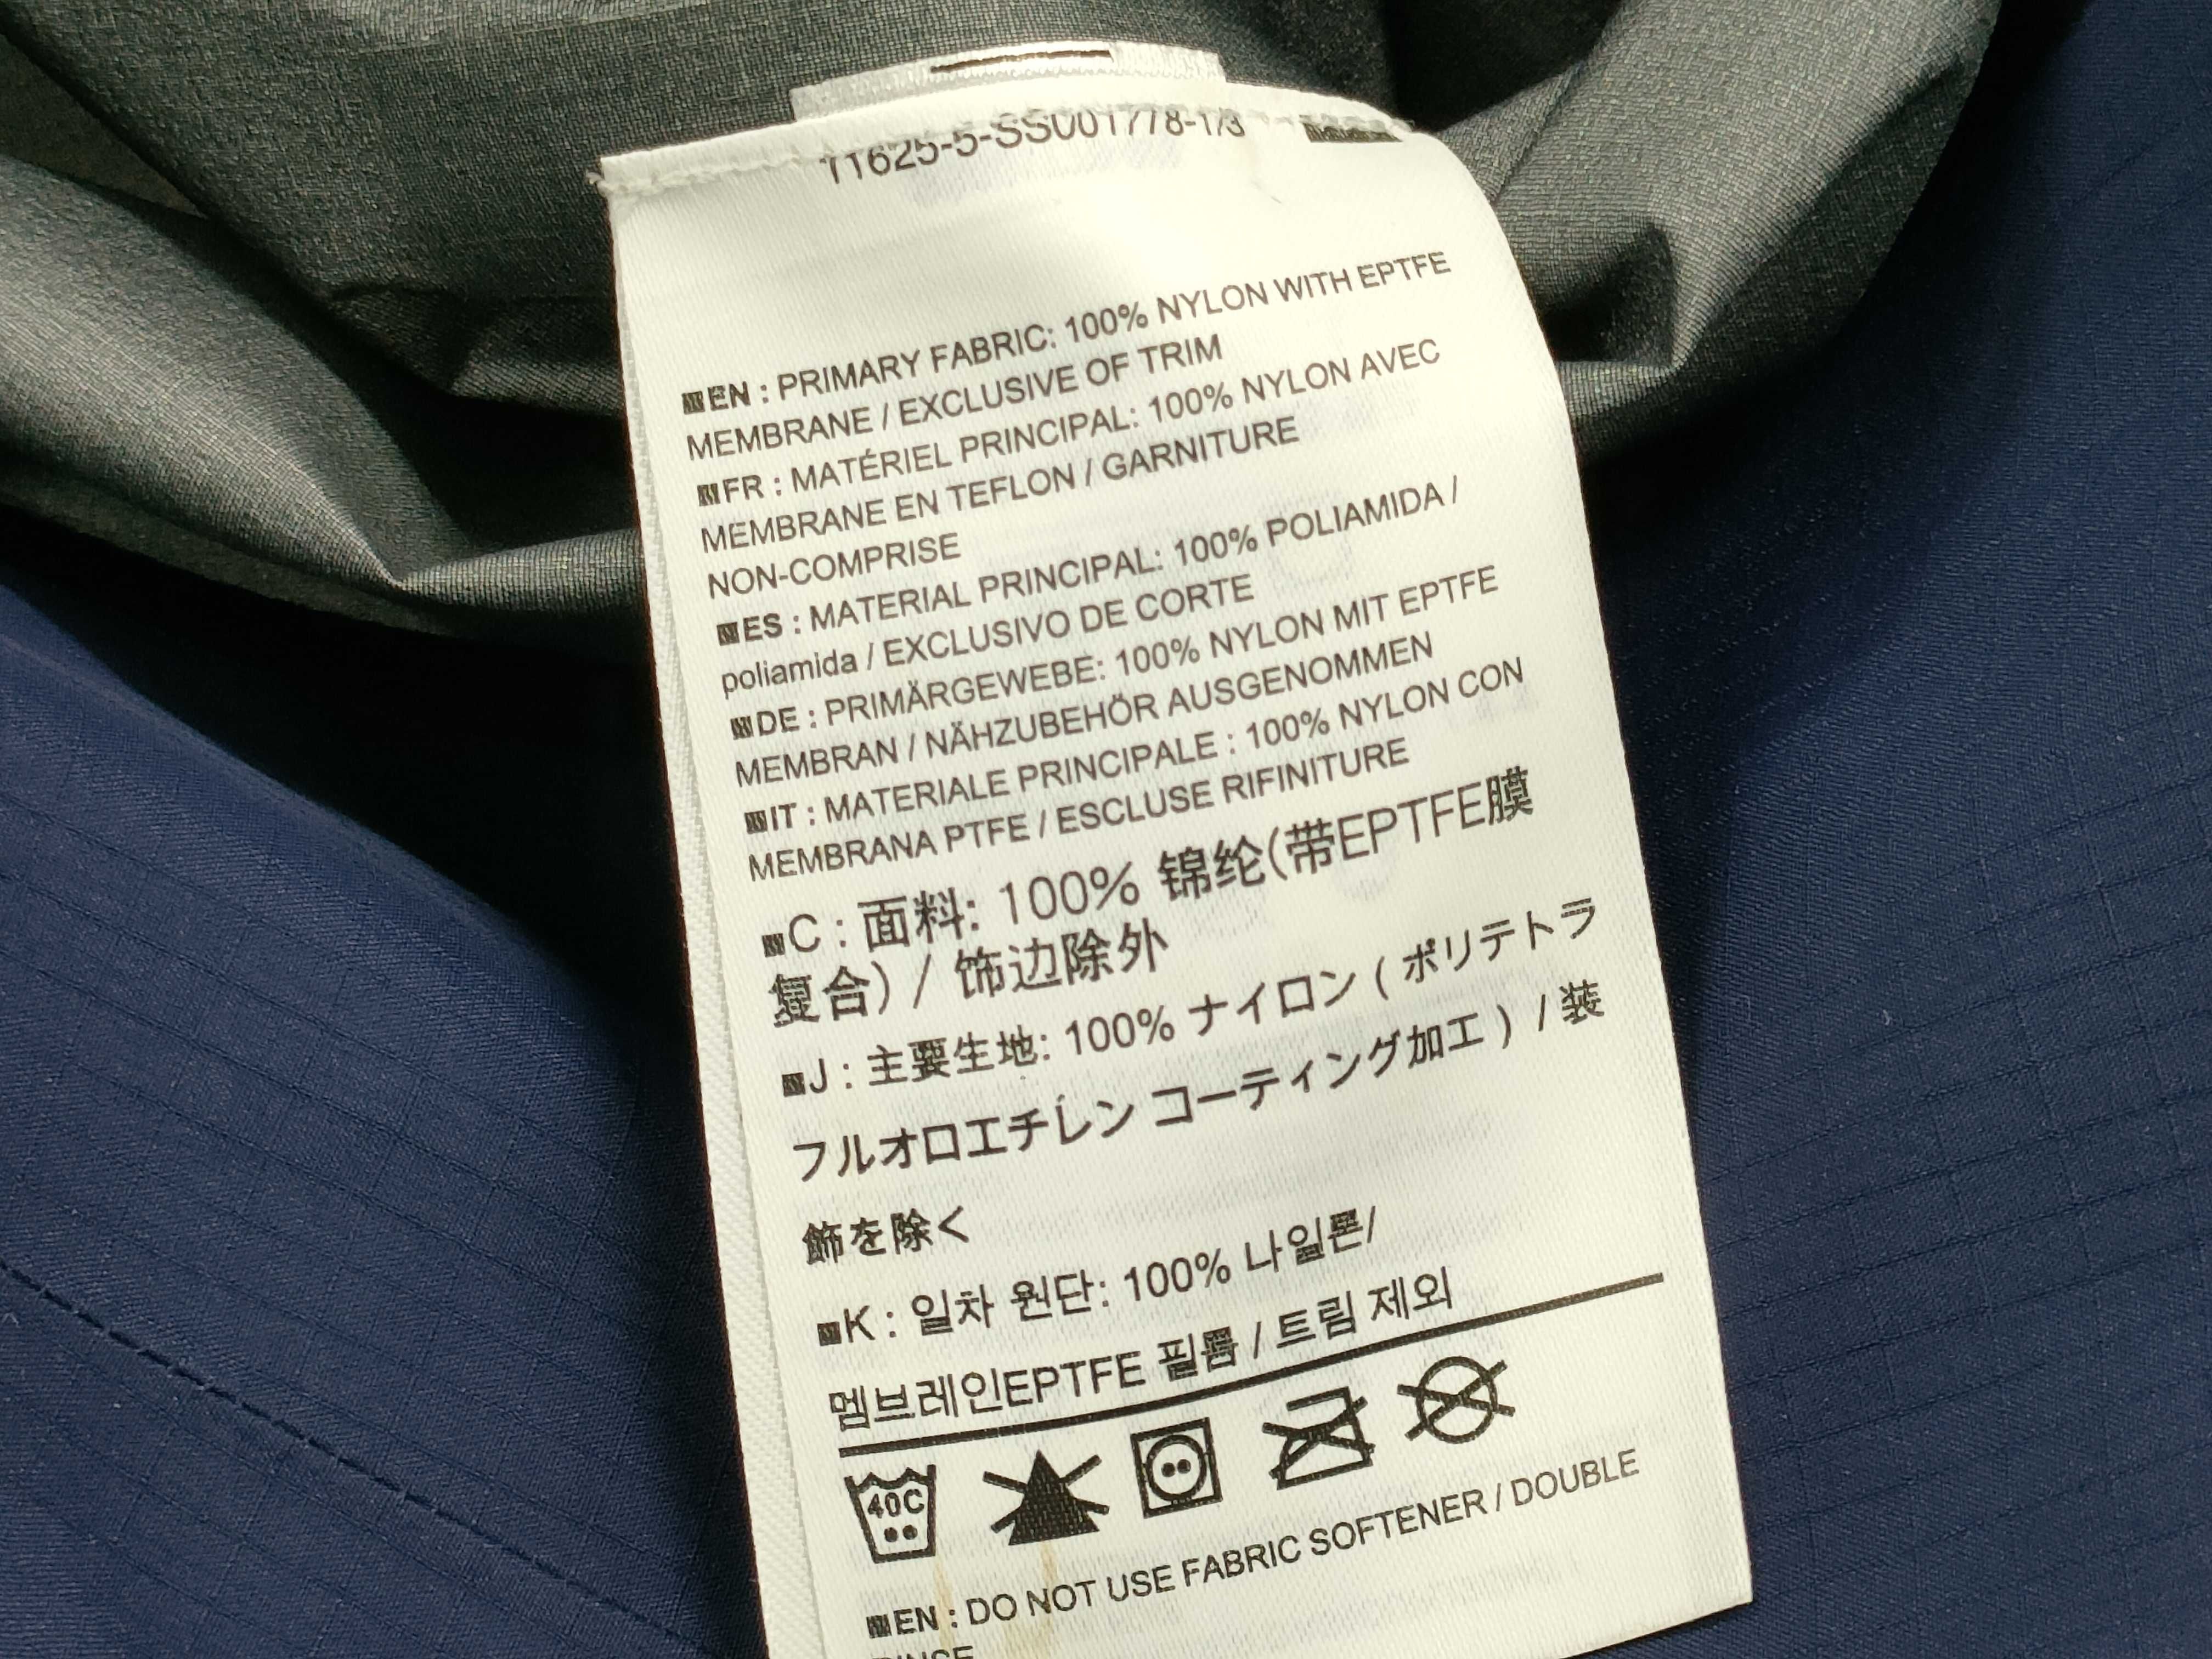 11625-5-SS001778-1/3
EN : PRIMARY FABRIC: 100% NYLON WITH EPTFE
MEMBRANE / EXCLUSIVE OF TRIM
FR : MATÉRIEL PRINCIPAL: 100% NYLON AVEC
MEMBRANE EN TEFLON / GARNITURE
NON-COMPRISE
ES : MATERIAL PRINCIPAL: 100% POLIAMIDA /
poliamida / EXCLUSIVO DE CORTE
DE : PRIMÄRGEWEBE: 100% NYLON MIT EPTFE
MEMBRAN / NÄHZUBEHÖR AUSGENOMMEN
IT : MATERIALE PRINCIPALE : 100% NYLON CON
MEMBRANA PTFE / ESCLUSE RIFINITURE
C : 面料: 100% 锦纶(带EPTFE膜
复合) / 饰边除外
J : 主要生地: 100% ナイロン ( ポリテトラ
フルオロエチレン コーティング加工 ) / 装
飾を除く
K : 일차 원단: 100% 나일론/
멤브레인EPTFE 필름 / 트림 제외
40C
EN : DO NOT USE FABRIC SOFTENER / DOUBLE
RINSE